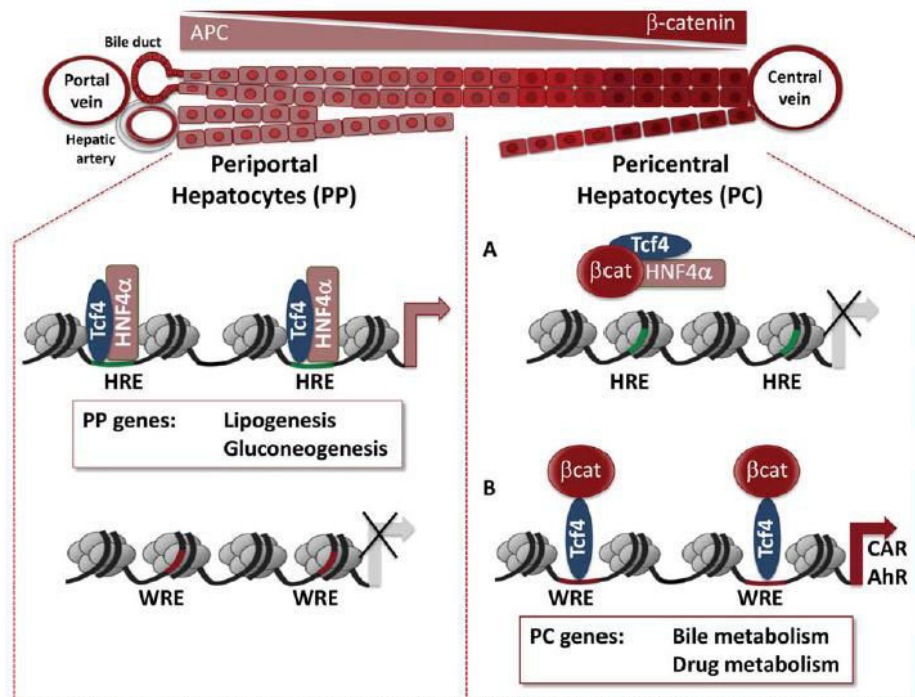 APC
β-catenin
Bile duct
Portal
vein
Central
vein
Hepatic
artery
Periportal
Hepatocytes (PP)
Pericentral
Hepatocytes (PC)
Tcf4
HNF4α
Tcf4
HNF4α
HRE
HRE
PP genes: Lipogenesis
Gluconeogenesis
WRE
WRE
A
Tcf4
βcat
HNF4α
HRE
HRE
B
βcat
βcat
Tcf4
Tcf4
CAR
AhR
WRE
WRE
PC genes: Bile metabolism
Drug metabolism